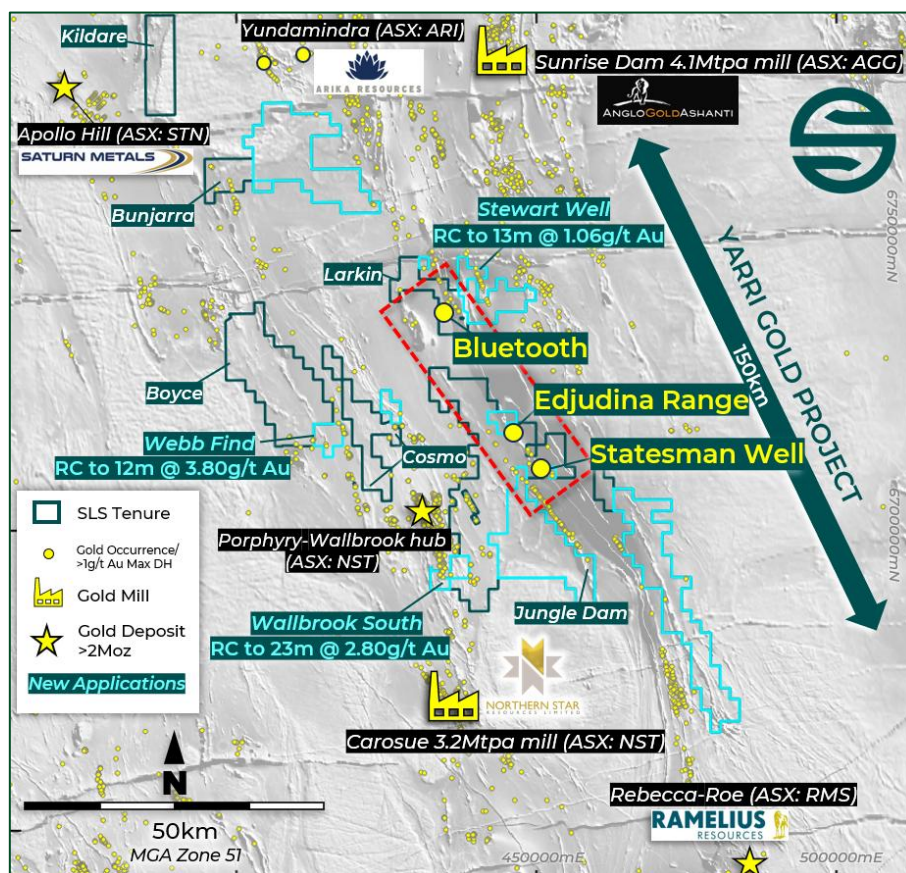 Kildare
Yundamindra (ASX: ARI)
ARIKA RESOURCES
Sunrise Dam 4.1Mtpa mill (ASX: AGG)
ANGLOGOLDASHANTI
Apollo Hill (ASX: STN)
SATURN METALS
Bunjarra
Stewart Well
RC to 13m @ 1.06g/t Au
6750000mN
Larkin
YARRI GOLD PROJECT
150km
Bluetooth
Boyce
Edjudina Range
Webb Find
RC to 12m @ 3.80g/t Au
Cosmo
Statesman Well
SLS Tenure
Gold Occurrence/
>1g/t Au Max DH
Gold Mill
Gold Deposit
>2Moz
New Applications
Porphyry-Wallbrook hub
(ASX: NST)
6700000mN
Jungle Dam
Wallbrook South
RC to 23m @ 2.80g/t Au
NORTHERN STAR
RESOURCES LIMITED
Carosue 3.2Mtpa mill (ASX: NST)
N
50km
MGA Zone 51
Rebecca-Roe (ASX: RMS)
RAMELIUS
RESOURCES
450000mE
500000mE